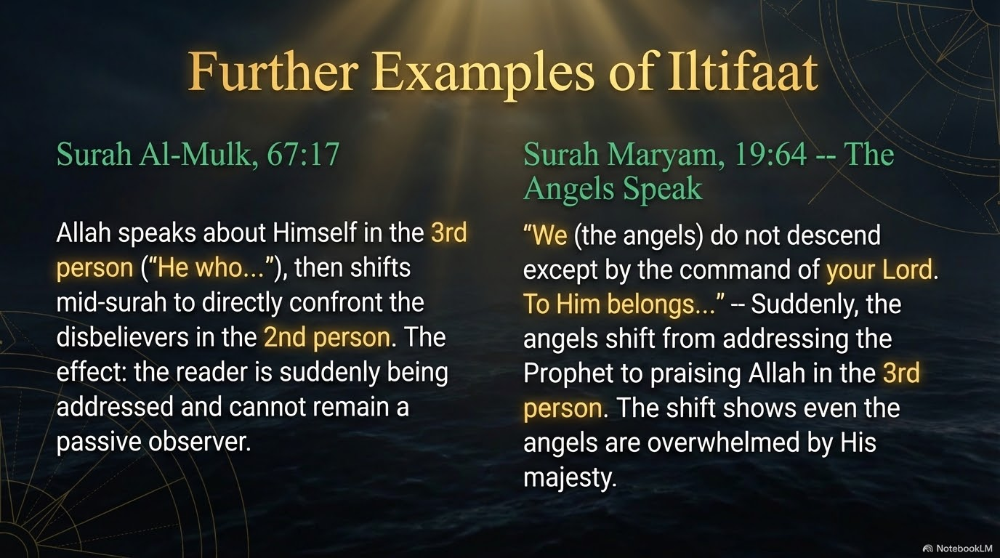 Further Examples of Iltifaat
Surah Al-Mulk, 67:17
Allah speaks about Himself in the 3rd
person (“He who...”), then shifts
mid-surah to directly confront the
disbelievers in the 2nd person. The
effect: the reader is suddenly being
addressed and cannot remain a
passive observer.
Surah Maryam, 19:64 -- The
Angels Speak
“We (the angels) do not descend
except by the command of your Lord.
To Him belongs...” -- Suddenly, the
angels shift from addressing the
Prophet to praising Allah in the 3rd
person. The shift shows even the
angels are overwhelmed by His
majesty.
NotebookLM